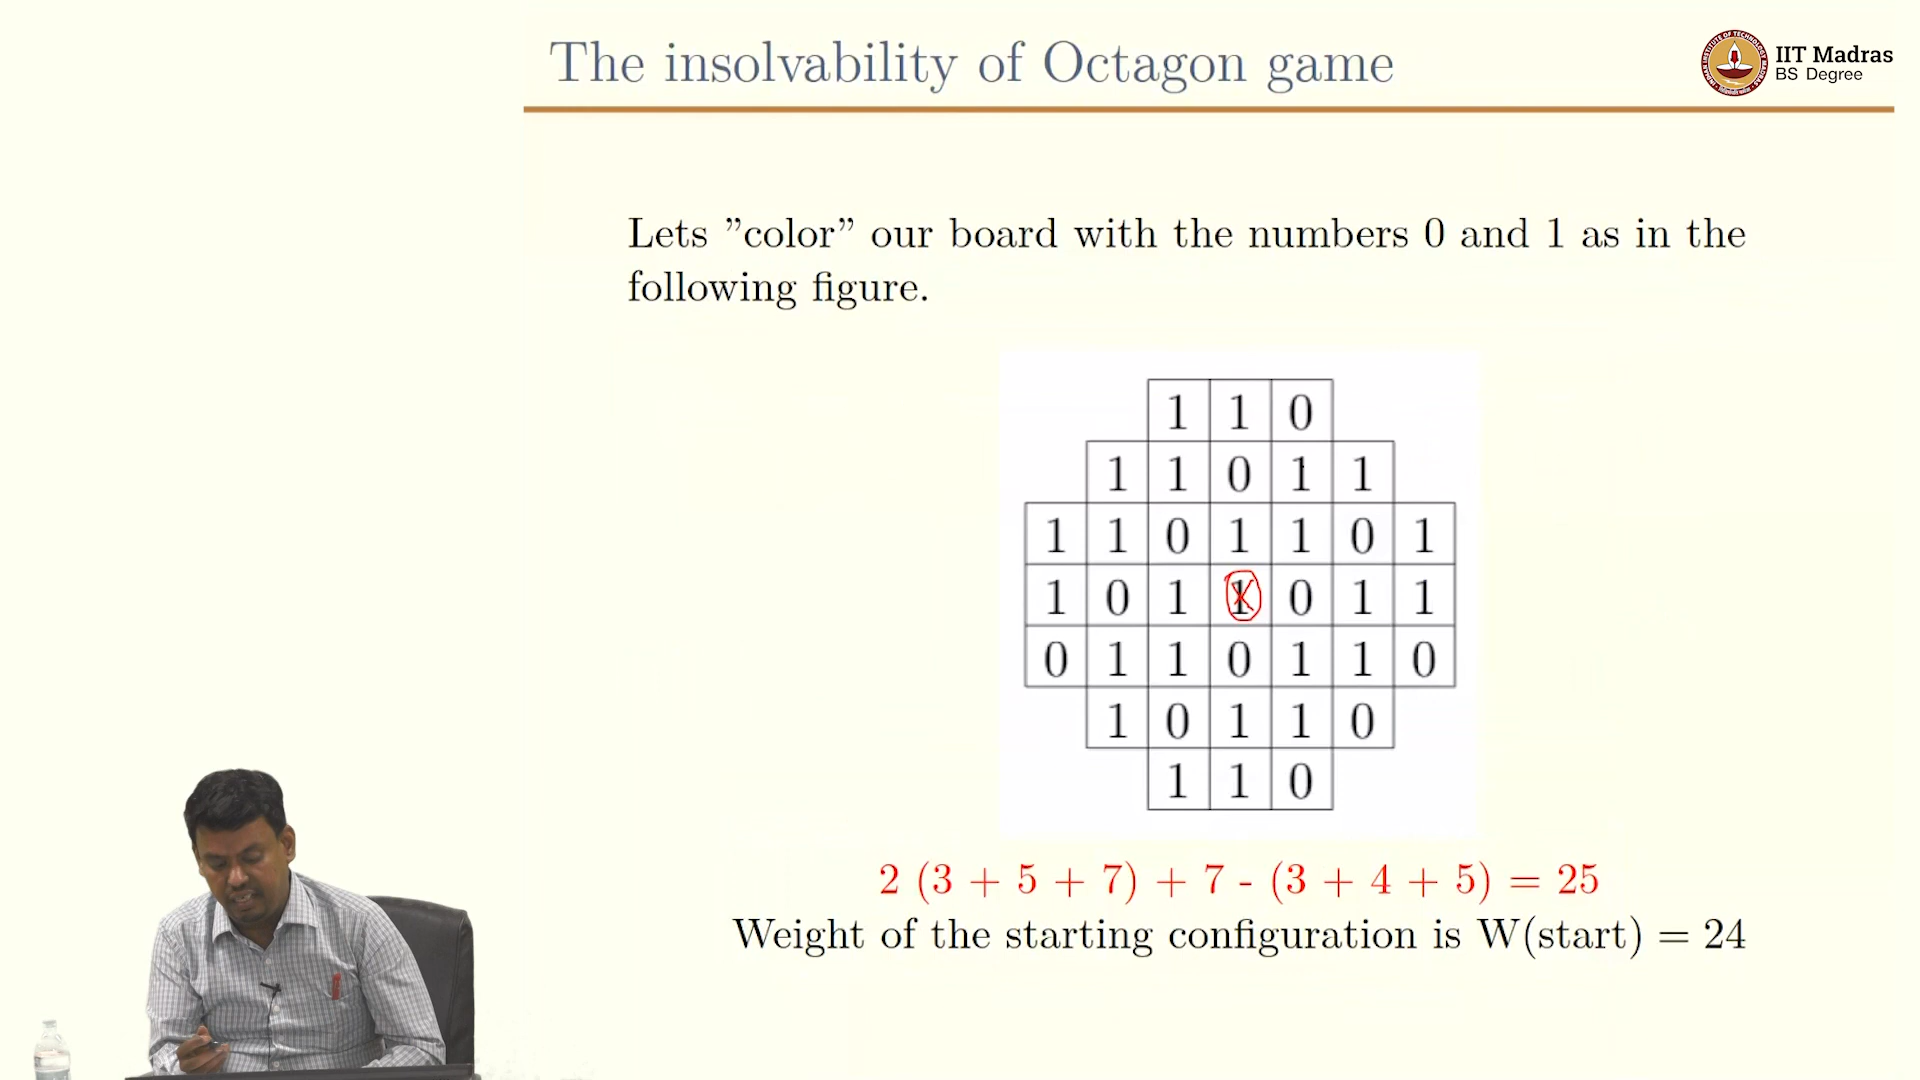 The insolvability of Octagon game
IIT Madras
BS Degree
Lets ”color” our board with the numbers 0 and 1 as in the
following figure.
1 1 0
1 1 0 1 1
1 1 0 1 1 0 1
1 0 1 1 0 1 1
0 1 1 0 1 1 0
1 0 1 1 0
1 1 0
2 (3 + 5 + 7) + 7 - (3 + 4 + 5) = 25
Weight of the starting configuration is W(start) = 24